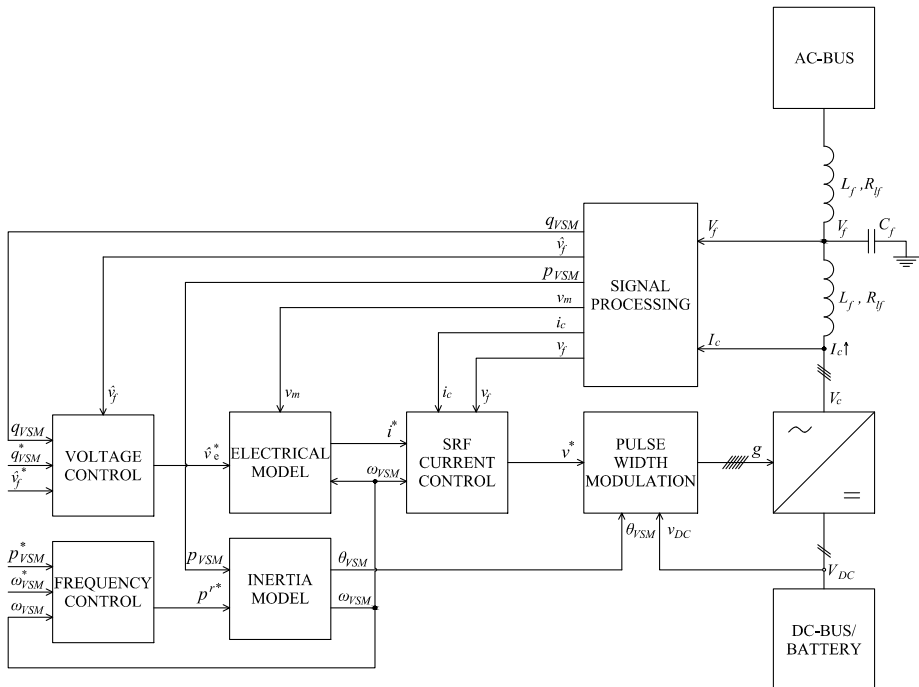 AC-BUS
L_f ,R_lf
q_VSM
V_f
V_f
C_f
v̂_f
p_VSM
SIGNAL
PROCESSING
L_f , R_lf
v_m
i_c
I_c
I_c↑
v_f
v̂_f
v_m
i_c
v_f
V_c
q_VSM
q*_VSM
v̂*_f
VOLTAGE
CONTROL
v̂*_e
ELECTRICAL
MODEL
i*
ω_VSM
SRF
CURRENT
CONTROL
v*
PULSE
WIDTH
MODULATION
g
p*_VSM
ω*_VSM
ω_VSM
FREQUENCY
CONTROL
p_VSM
p^r*
INERTIA
MODEL
θ_VSM
ω_VSM
θ_VSM
v_DC
V_DC
DC-BUS/
BATTERY